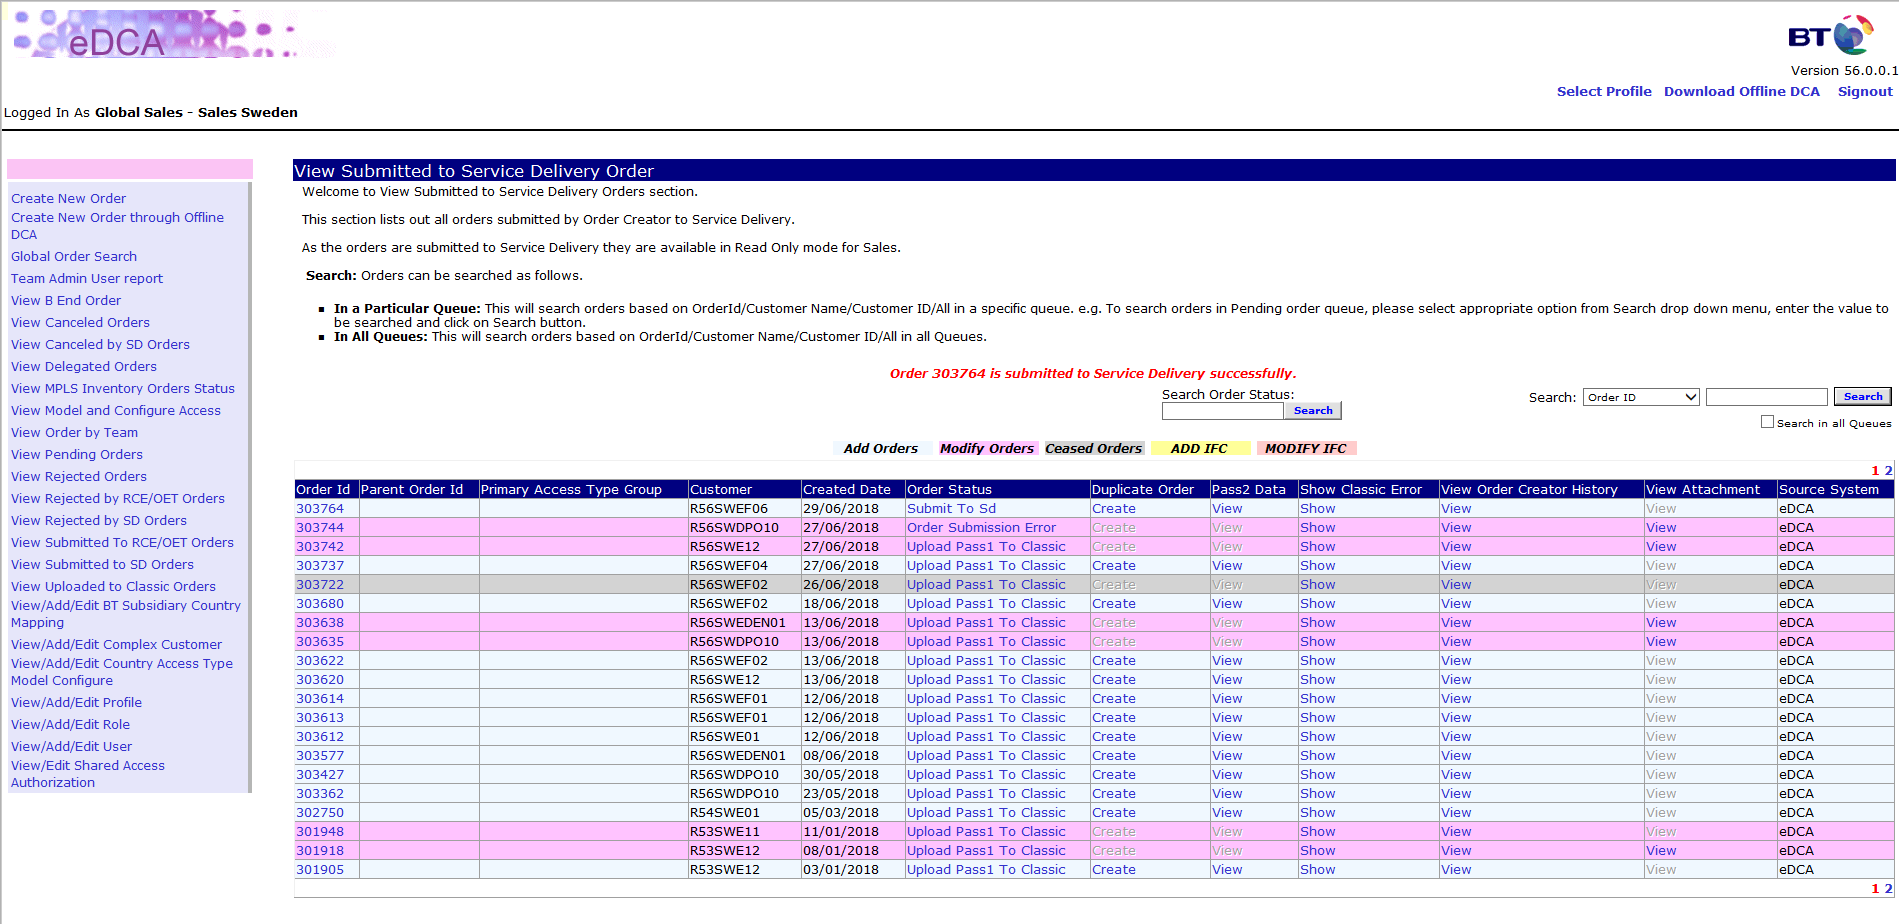 eDCA
BT
Version 56.0.0.1
Select Profile Download Offline DCA Signout
Logged In As Global Sales - Sales Sweden
Create New Order
Create New Order through Offline
DCA
Global Order Search
Team Admin User report
View B End Order
View Canceled Orders
View Canceled by SD Orders
View Delegated Orders
View MPLS Inventory Orders Status
View Model and Configure Access
View Order by Team
View Pending Orders
View Rejected Orders
View Rejected by RCE/OET Orders
View Rejected by SD Orders
View Submitted To RCE/OET Orders
View Submitted to SD Orders
View Uploaded to Classic Orders
View/Add/Edit BT Subsidiary Country
Mapping
View/Add/Edit Complex Customer
View/Add/Edit Country Access Type
Model Configure
View/Add/Edit Profile
View/Add/Edit Role
View/Add/Edit User
View/Edit Shared Access
Authorization
View Submitted to Service Delivery Order
Welcome to View Submitted to Service Delivery Orders section.
This section lists out all orders submitted by Order Creator to Service Delivery.
As the orders are submitted to Service Delivery they are available in Read Only mode for Sales.
Search: Orders can be searched as follows.
▪ In a Particular Queue: This will search orders based on OrderId/Customer Name/Customer ID/All in a specific queue. e.g. To search orders in Pending order queue, please select appropriate option from Search drop down menu, enter the value to
be searched and click on Search button.
▪ In All Queues: This will search orders based on OrderId/Customer Name/Customer ID/All in all Queues.
Order 303764 is submitted to Service Delivery successfully.
Search Order Status:
Search
Search: Order ID Search
Search in all Queues
Add Orders Modify Orders Ceased Orders ADD IFC MODIFY IFC
1 2
Order Id Parent Order Id Primary Access Type Group Customer Created Date Order Status Duplicate Order Pass2 Data Show Classic Error View Order Creator History View Attachment Source System
303764 R56SWEF06 29/06/2018 Submit To Sd Create View Show View View eDCA
303744 R56SWDPO10 27/06/2018 Order Submission Error Create View Show View View eDCA
303742 R56SWE12 27/06/2018 Upload Pass1 To Classic Create View Show View View eDCA
303737 R56SWEF04 27/06/2018 Upload Pass1 To Classic Create View Show View View eDCA
303722 R56SWEF02 26/06/2018 Upload Pass1 To Classic Create View Show View View eDCA
303680 R56SWEF02 18/06/2018 Upload Pass1 To Classic Create View Show View View eDCA
303638 R56SWEDEN01 13/06/2018 Upload Pass1 To Classic Create View Show View View eDCA
303635 R56SWDPO10 13/06/2018 Upload Pass1 To Classic Create View Show View View eDCA
303622 R56SWEF02 13/06/2018 Upload Pass1 To Classic Create View Show View View eDCA
303620 R56SWE12 13/06/2018 Upload Pass1 To Classic Create View Show View View eDCA
303614 R56SWEF01 12/06/2018 Upload Pass1 To Classic Create View Show View View eDCA
303613 R56SWEF01 12/06/2018 Upload Pass1 To Classic Create View Show View View eDCA
303612 R56SWE01 12/06/2018 Upload Pass1 To Classic Create View Show View View eDCA
303577 R56SWEDEN01 08/06/2018 Upload Pass1 To Classic Create View Show View View eDCA
303427 R56SWDPO10 30/05/2018 Upload Pass1 To Classic Create View Show View View eDCA
303362 R56SWDPO10 23/05/2018 Upload Pass1 To Classic Create View Show View View eDCA
302750 R54SWE01 05/03/2018 Upload Pass1 To Classic Create View Show View View eDCA
301948 R53SWE11 11/01/2018 Upload Pass1 To Classic Create View Show View View eDCA
301918 R53SWE12 08/01/2018 Upload Pass1 To Classic Create View Show View View eDCA
301905 R53SWE12 03/01/2018 Upload Pass1 To Classic Create View Show View View eDCA
1 2